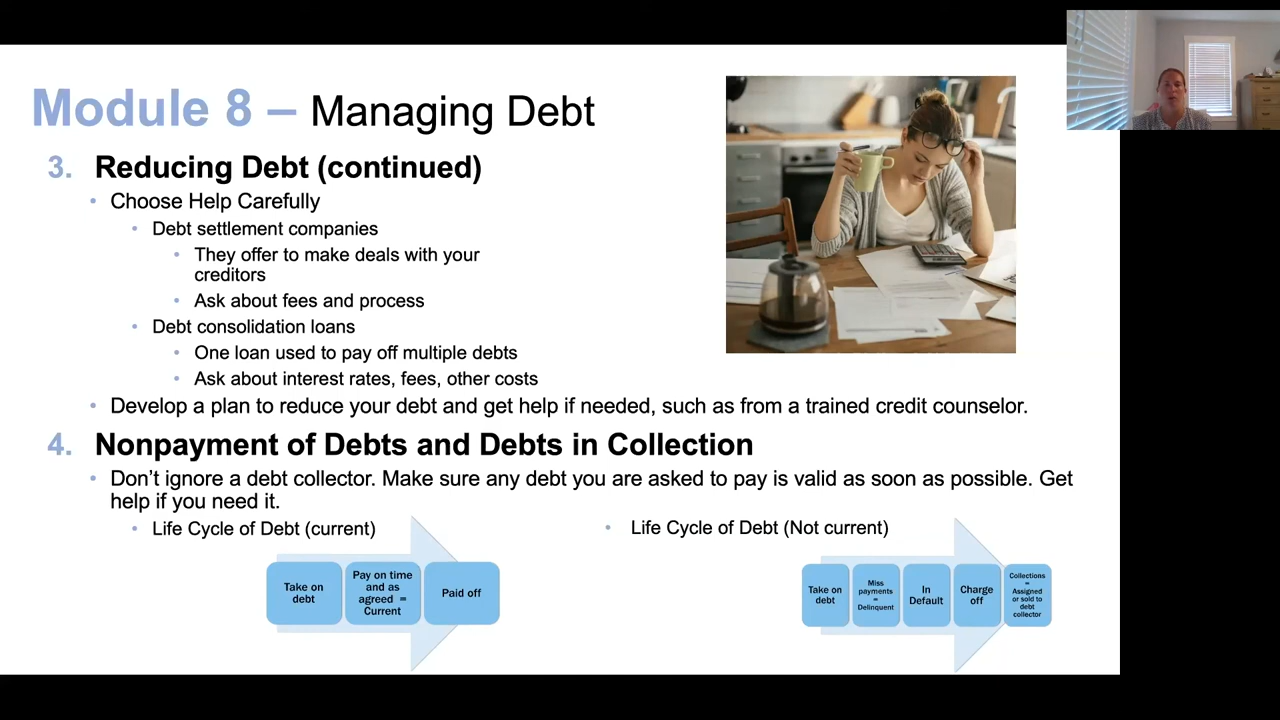 Module 8 – Managing Debt
3. Reducing Debt (continued)
• Choose Help Carefully
• Debt settlement companies
• They offer to make deals with your
creditors
• Ask about fees and process
• Debt consolidation loans
• One loan used to pay off multiple debts
• Ask about interest rates, fees, other costs
• Develop a plan to reduce your debt and get help if needed, such as from a trained credit counselor.
4. Nonpayment of Debts and Debts in Collection
• Don’t ignore a debt collector. Make sure any debt you are asked to pay is valid as soon as possible. Get
help if you need it.
• Life Cycle of Debt (current)
Take on
debt
Pay on time
and as
agreed =
Current
Paid off
• Life Cycle of Debt (Not current)
Take on
debt
Miss
payments
=
Delinquent
In
Default
Charge
off
Collections
=
Assigned
or sold to
debt
collector